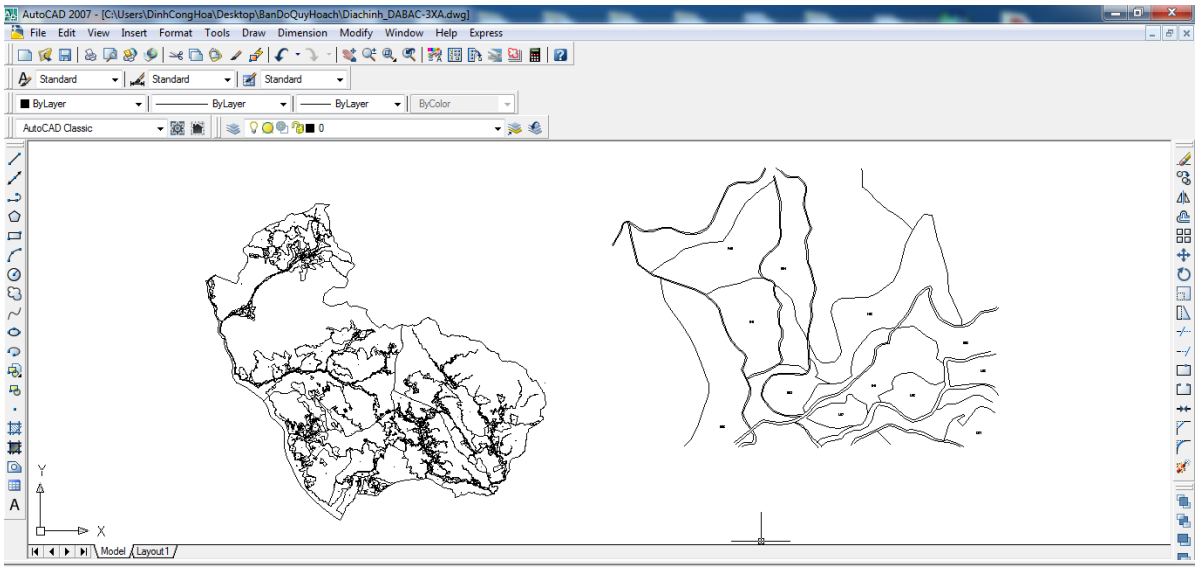 AutoCAD 2007 - [C:\Users\DinhCongHoa\Desktop\BanDoQuyHoach\Diachinh_DABAC-3XA.dwg]
File Edit View Insert Format Tools Draw Dimension Modify Window Help Express
Standard Standard Standard
ByLayer ByLayer ByLayer ByColor
AutoCAD Classic 0
A
Y
X
Model Layout1